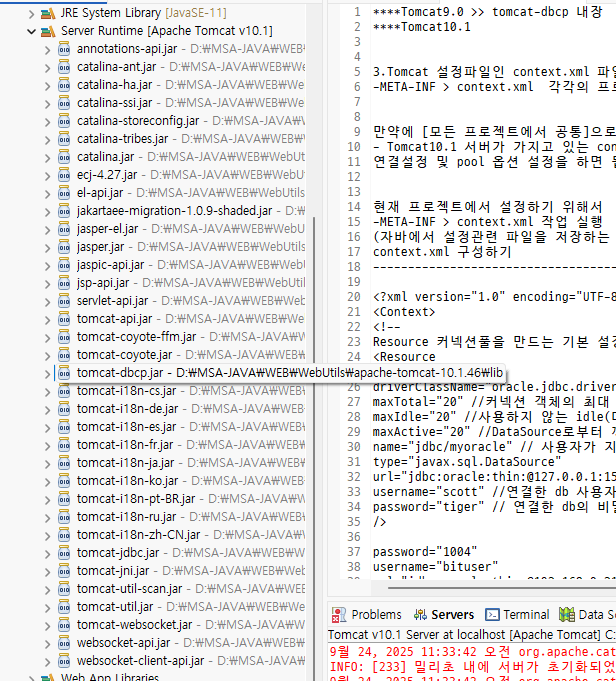 JRE System Library [JavaSE-11]
Server Runtime [Apache Tomcat v10.1]
annotations-api.jar - D:₩MSA-JAVA₩WEB₩
catalina-ant.jar - D:₩MSA-JAVA₩WEB₩We
catalina-ha.jar - D:₩MSA-JAVA₩WEB₩Web
catalina-ssi.jar - D:₩MSA-JAVA₩WEB₩Web
catalina-storeconfig.jar - D:₩MSA-JAVA₩
catalina-tribes.jar - D:₩MSA-JAVA₩WEB₩
catalina.jar - D:₩MSA-JAVA₩WEB₩WebUti
ecj-4.27.jar - D:₩MSA-JAVA₩WEB₩WebUti
el-api.jar - D:₩MSA-JAVA₩WEB₩WebUtils
jakartaee-migration-1.0.9-shaded.jar - D:₩
jasper-el.jar - D:₩MSA-JAVA₩WEB₩WebU
jasper.jar - D:₩MSA-JAVA₩WEB₩WebUtils
jaspic-api.jar - D:₩MSA-JAVA₩WEB₩Web
jsp-api.jar - D:₩MSA-JAVA₩WEB₩WebUti
servlet-api.jar - D:₩MSA-JAVA₩WEB₩We
tomcat-api.jar - D:₩MSA-JAVA₩WEB₩We
tomcat-coyote-ffm.jar - D:₩MSA-JAVA₩W
tomcat-coyote.jar - D:₩MSA-JAVA₩WEB₩
tomcat-dbcp.jar - D:₩MSA-JAVA₩WEB₩WebUtils₩apache-tomcat-10.1.46₩lib
tomcat-i18n-cs.jar - D:₩MSA-JAVA₩WEB₩
tomcat-i18n-de.jar - D:₩MSA-JAVA₩WEB₩
tomcat-i18n-es.jar - D:₩MSA-JAVA₩WEB₩
tomcat-i18n-fr.jar - D:₩MSA-JAVA₩WEB₩
tomcat-i18n-ja.jar - D:₩MSA-JAVA₩WEB₩
tomcat-i18n-ko.jar - D:₩MSA-JAVA₩WEB₩
tomcat-i18n-pt-BR.jar - D:₩MSA-JAVA₩W
tomcat-i18n-ru.jar - D:₩MSA-JAVA₩WEB₩
tomcat-i18n-zh-CN.jar - D:₩MSA-JAVA₩W
tomcat-jdbc.jar - D:₩MSA-JAVA₩WEB₩W
tomcat-jni.jar - D:₩MSA-JAVA₩WEB₩We
tomcat-util-scan.jar - D:₩MSA-JAVA₩WEB
tomcat-util.jar - D:₩MSA-JAVA₩WEB₩We
tomcat-websocket.jar - D:₩MSA-JAVA₩W
websocket-api.jar - D:₩MSA-JAVA₩WEB₩
websocket-client-api.jar - D:₩MSA-JAVA₩
Web App Libraries
1 ****Tomcat9.0 >> tomcat-dbcp 내장
2 ****Tomcat10.1
3
4
5 3.Tomcat 설정파일인 context.xml 파일
6 -META-INF > context.xml 각각의 프로
7
8
9 만약에 [모든 프로젝트에서 공통]으로
10 - Tomcat10.1 서버가 가지고 있는 con
11 연결설정 및 pool 옵션 설정을 하면
12
13
14 현재 프로젝트에서 설정하기 위해서
15 -META-INF > context.xml 작업 실행
16 (자바에서 설정관련 파일을 저장하는
17 context.xml 구성하기
18 --------------------------------
19
20 <?xml version="1.0" encoding="UTF-8
21 <Context>
22 <!--
23 Resource 커넥션풀을 만드는 기본 설정
24 <Resource
26 driverClassName="oracle.jdbc.driver
27 maxTotal="20" //커넥션 객체의 최대
28 maxIdle="20" //사용하지 않는 idle(
29 maxActive="20" //DataSource로부터
30 name="jdbc/myoracle" // 사용자가 지
31 type="javax.sql.DataSource"
32 url="jdbc:oracle:thin:@127.0.0.1:15
33 username="scott" //연결한 db 사용자
34 password="tiger" // 연결한 db의 비밀
35 />
36
37 password="1004"
38 username="bituser"
Problems Servers Terminal Data S
Tomcat v10.1 Server at localhost [Apache Tomcat] C:
9월 24, 2025 11:33:42 오전 org.apache.cat
INFO: [233] 밀리초 내에 서버가 초기화되었